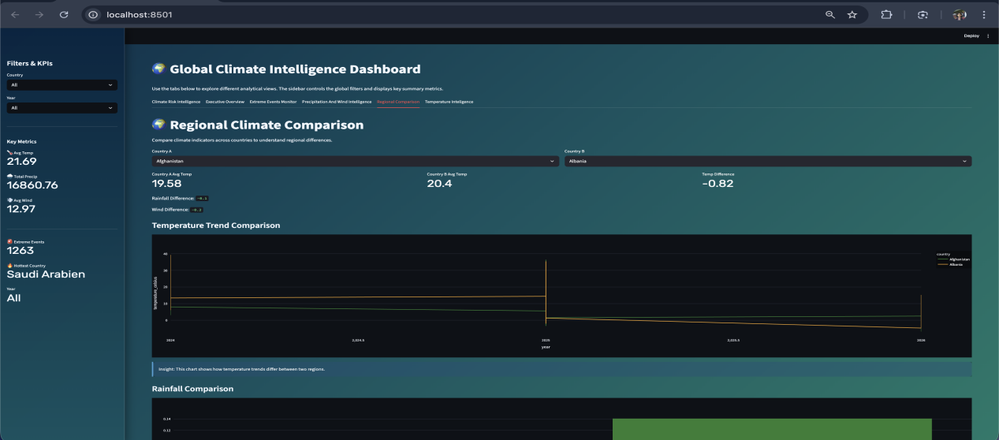 localhost:8501
Deploy
Filters & KPIs
Country
All
Year
All
Key Metrics
Avg Temp
21.69
Total Precip
16860.76
Avg Wind
12.97
Extreme Events
1263
Hottest Country
Saudi Arabien
Year
All
Global Climate Intelligence Dashboard
Use the tabs below to explore different analytical views. The sidebar controls the global filters and displays key summary metrics.
Climate Risk Intelligence Executive Overview Extreme Events Monitor Precipitation And Wind Intelligence Regional Comparison Temperature Inteligence
Regional Climate Comparison
Compare climate indicators across countries to understand regional differences.
Country A Country B
Afghanistan Albania
Country A Avg Temp Country B Avg Temp Temp Difference
19.58 20.4 -0.82
Rainfall Difference: -0.1
Wind Difference: -0.3
Temperature Trend Comparison
country
Afghanistan
Albania
temperature_celsius
40
30
20
10
0
2024 2,024.5 2025 2,025.5 2026
year
Insight: This chart shows how temperature trends differ between two regions.
Rainfall Comparison
0.14
0.12